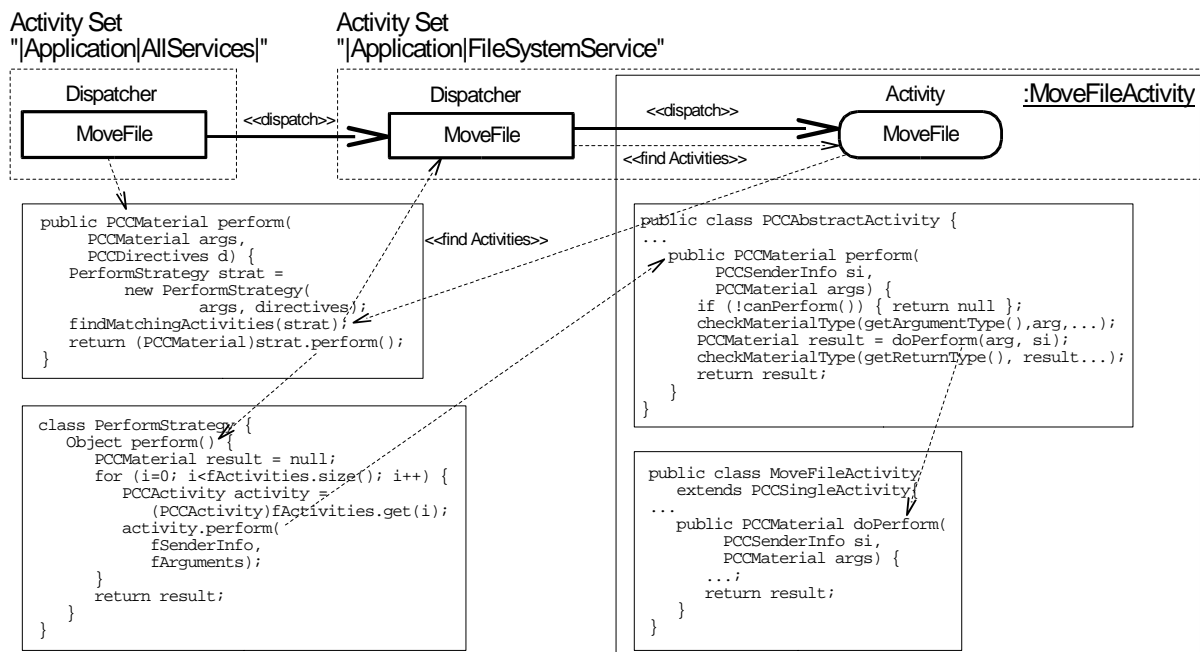 Activity Set
"|Application|AllServices|"
Activity Set
"|Application|FileSystemService"
Dispatcher
MoveFile
<<dispatch>>
Dispatcher
MoveFile
<<dispatch>>
<<find Activities>>
Activity
MoveFile
:MoveFileActivity
public PCCMaterial perform(
PCCMaterial args,
PCCDirectives d) {
PerformStrategy strat =
new PerformStrategy(
args, directives);
findMatchingActivities(strat);
return (PCCMaterial)strat.perform();
}
<<find Activities>>
class PerformStrategy {
Object perform() {
PCCMaterial result = null;
for (i=0; i<fActivities.size(); i++) {
PCCActivity activity =
(PCCActivity)fActivities.get(i);
activity.perform(
fSenderInfo,
fArguments);
}
return result;
}
}
public class PCCAbstractActivity {
...
public PCCMaterial perform(
PCCSenderInfo si,
PCCMaterial args) {
if (!canPerform()) { return null };
checkMaterialType(getArgumentType(),arg,...);
PCCMaterial result = doPerform(arg, si);
checkMaterialType(getReturnType(), result...);
return result;
}
}
public class MoveFileActivity
extends PCCSingleActivity{
...
public PCCMaterial doPerform(
PCCSenderInfo si,
PCCMaterial args) {
...;
return result;
}
}